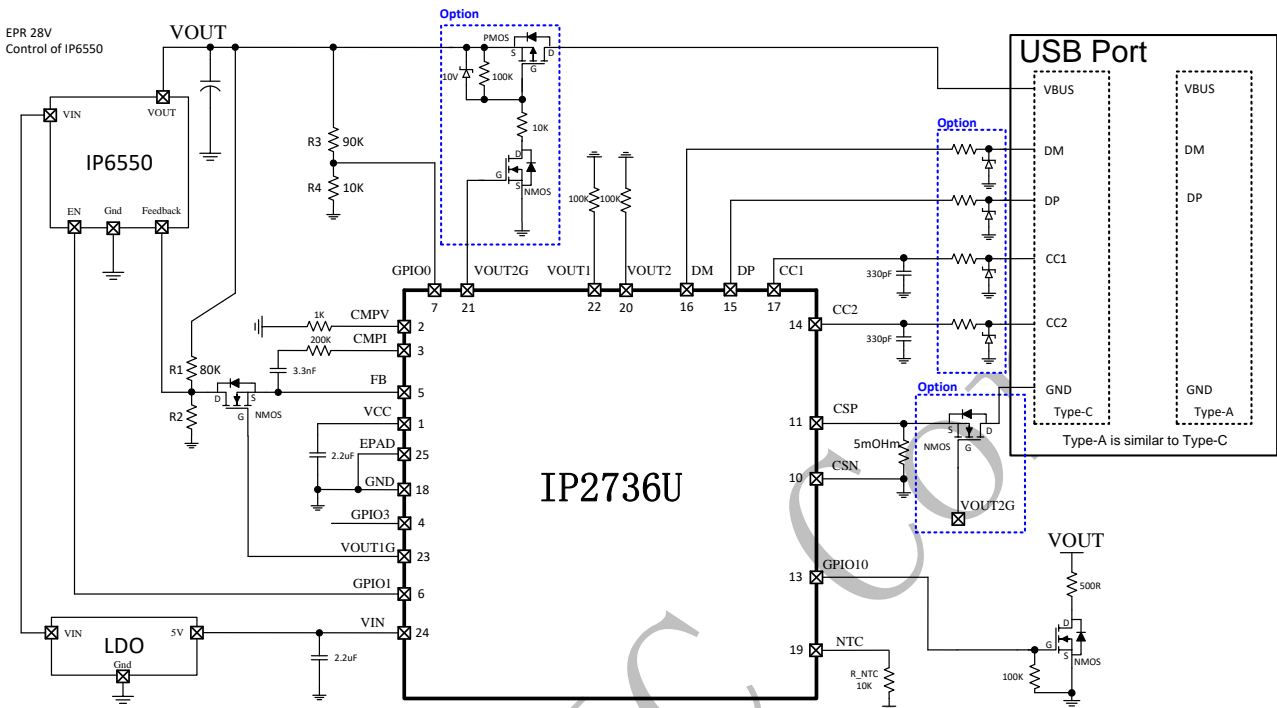 EPR 28V
Control of IP6550
VOUT
Option
PMOS
S
D
G
10V
100K
10K
D
G
S
NMOS
USB Port
VBUS
VBUS
DM
DM
DP
DP
CC1
CC2
GND
GND
Type-C
Type-A
Type-A is similar to Type-C
VIN
VOUT
IP6550
EN
Gnd
Feedback
R3
90K
R4
10K
100K
100K
Option
330pF
330pF
GPIO0
VOUT2G
VOUT1
VOUT2
DM
DP
CC1
7
21
22
20
16
15
17
1K
CMPV
2
200K
CMPI
3
3.3nF
CC2
14
R1
80K
R2
D
S
G
NMOS
FB
5
VCC
1
2.2uF
EPAD
25
GND
18
GPIO3
4
VOUT1G
23
GPIO1
6
VIN
24
2.2uF
IP2736U
Option
CSP
11
5mOHm
CSN
10
S
D
G
NMOS
VOUT2G
GPIO10
13
NTC
19
R_NTC
10K
VOUT
500R
D
G
S
NMOS
100K
VIN
5V
LDO
Gnd